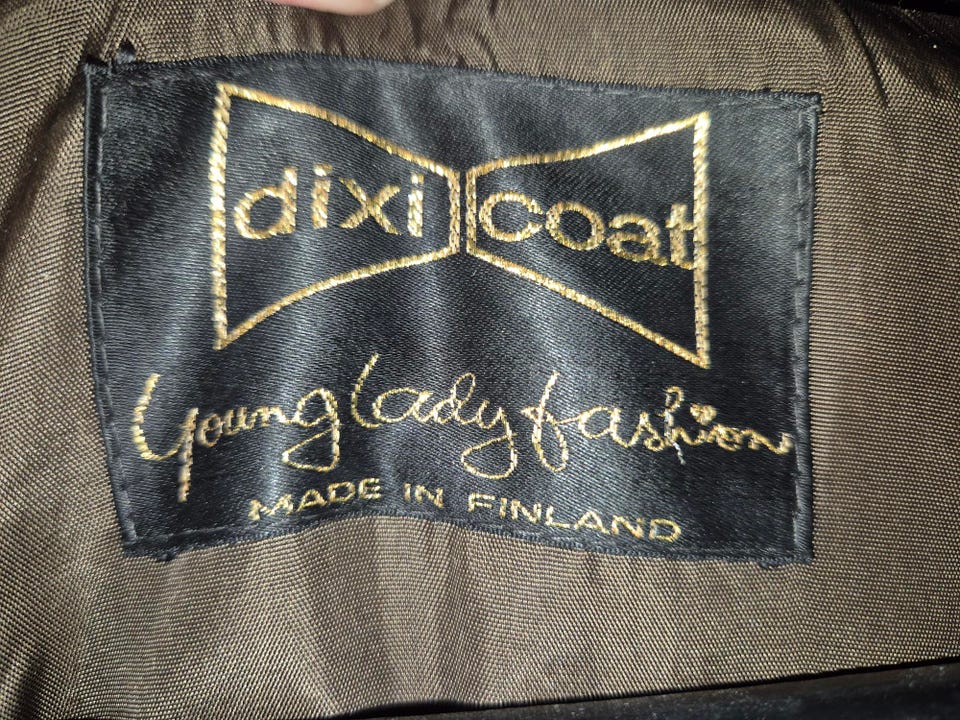 dixi coat
Young lady fashion
MADE IN FINLAND